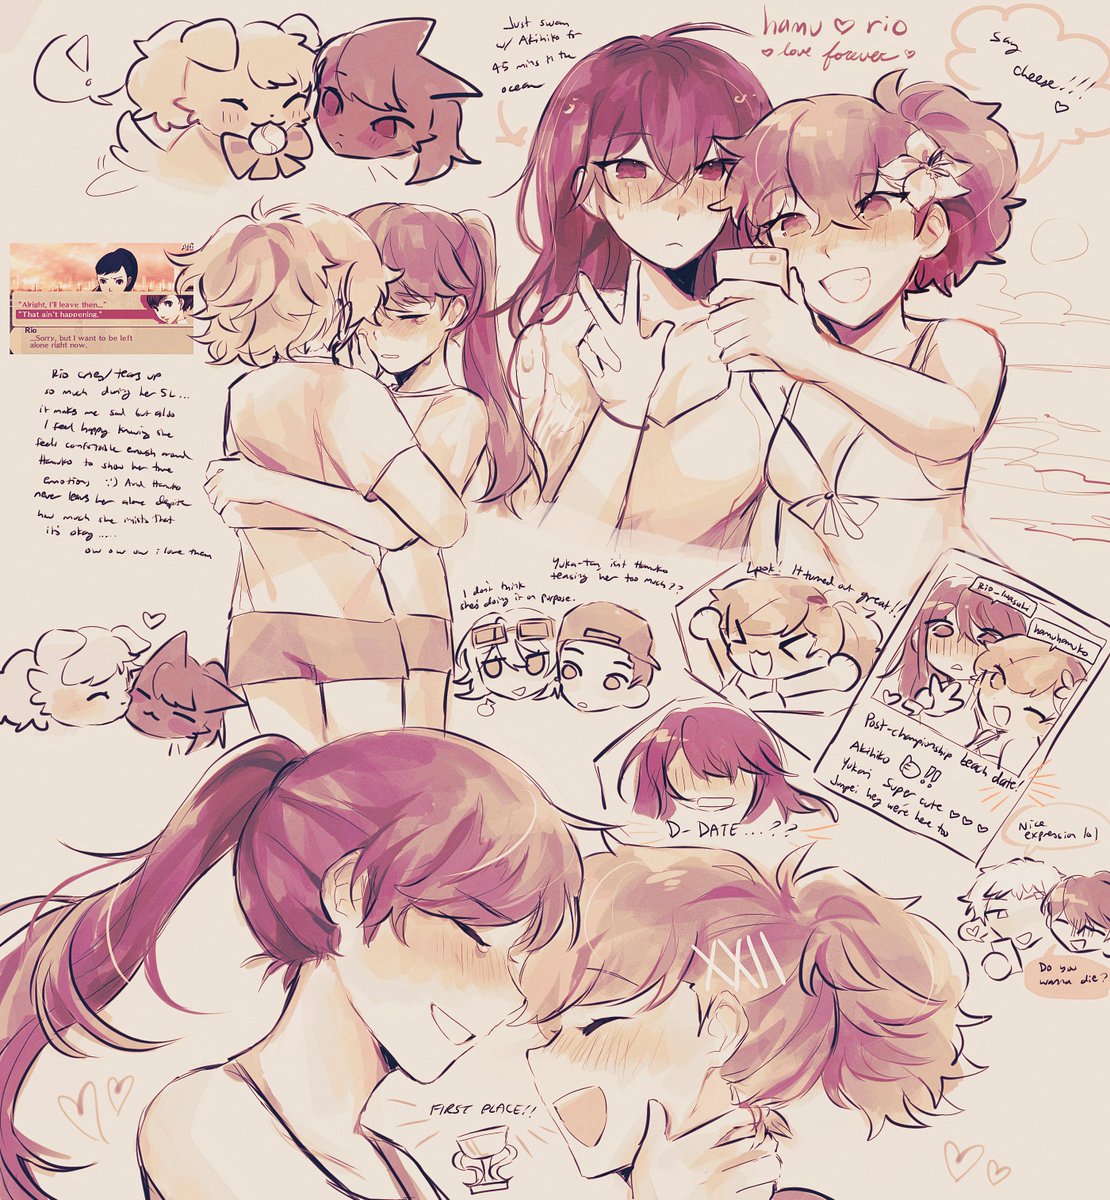 Just swam
w/ Akihiko for
45 mins in the
ocean
hamu ♡ rio
♡ love forever ♡
Say
cheese!!!
♡
"Alright, I'll leave then..."
"That ain't happening."
Rio
...Sorry, but I want to be left
alone right now.
Rio cries/tears up
so much during her SL...
it makes me sad but also
I feel happy knowing she
feels comfortable enough around
Hamuko to show her true
emotions :') And Hamuko
never leaves her alone despite
how much she insists that
it's okay.....
ow ow ow i love them
Yuka-tan isn't Hamuko
teasing her too much??
I don't think
she's doing it on purpose.
Look! It turned out great!!
Rio_Iwasaki
hamuhamuko
Post-championship beach date!
Akihiko !!
Yukari super cute ♡♡♡
Junpei hey we're here too
D-DATE...??
Nice
expression lol
Do you
wanna die?
XXII
FIRST PLACE!!